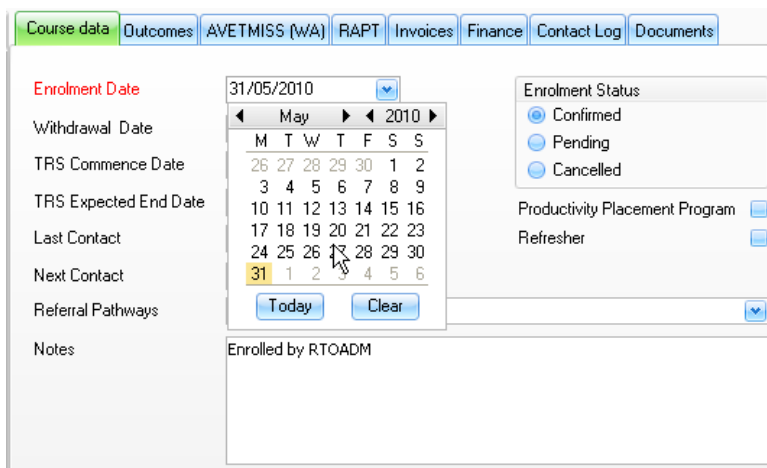 Course data Outcomes AVETMISS (WA) RAPT Invoices Finance Contact Log Documents
Enrolment Date 31/05/2010
Enrolment Status
Confirmed
Pending
Cancelled
May 2010
M T W T F S S
26 27 28 29 30 1 2
3 4 5 6 7 8 9
10 11 12 13 14 15 16
17 18 19 20 21 22 23
24 25 26 27 28 29 30
31 1 2 3 4 5 6
Today Clear
Withdrawal Date
TRS Commence Date
TRS Expected End Date
Last Contact
Next Contact
Productivity Placement Program
Refresher
Referral Pathways
Notes
Enrolled by RTOADM